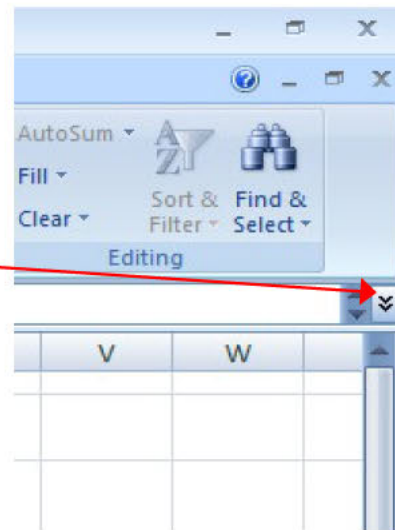 AutoSum
Fill
Clear
A
Z
Sort &
Filter
Find &
Select
Editing
V
W